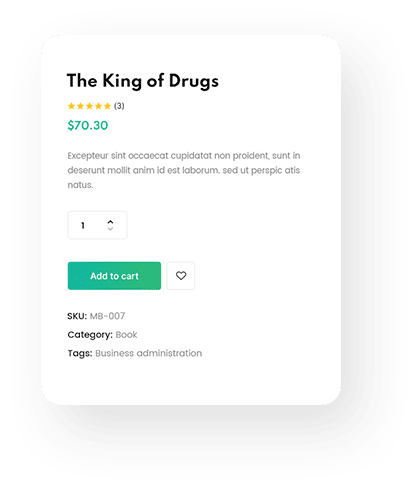 The King of Drugs
(3)
$70.30
Excepteur sint occaecat cupidatat non proident, sunt in
deserunt mollit anim id est laborum. sed ut perspic atis
natus.
1
Add to cart
SKU: MB-007
Category: Book
Tags: Business administration